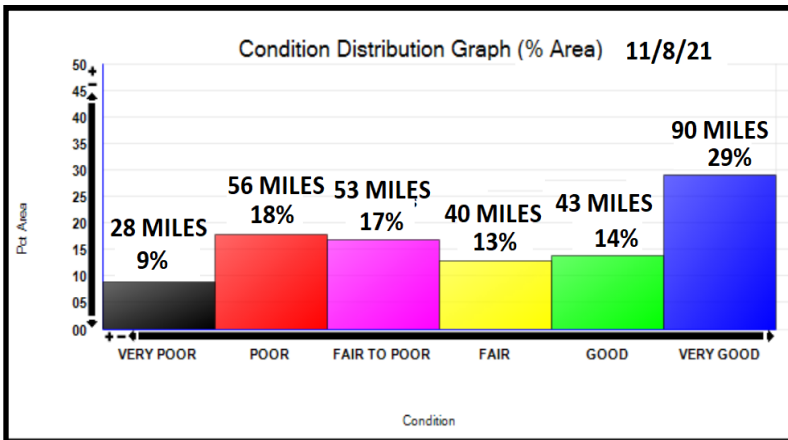 Condition Distribution Graph (% Area) 11/8/21
50
45
40
35
30
25
20
15
10
05
00
Pct Area
28 MILES
9%
56 MILES
18%
53 MILES
17%
40 MILES
13%
43 MILES
14%
90 MILES
29%
VERY POOR POOR FAIR TO POOR FAIR GOOD VERY GOOD
Condition